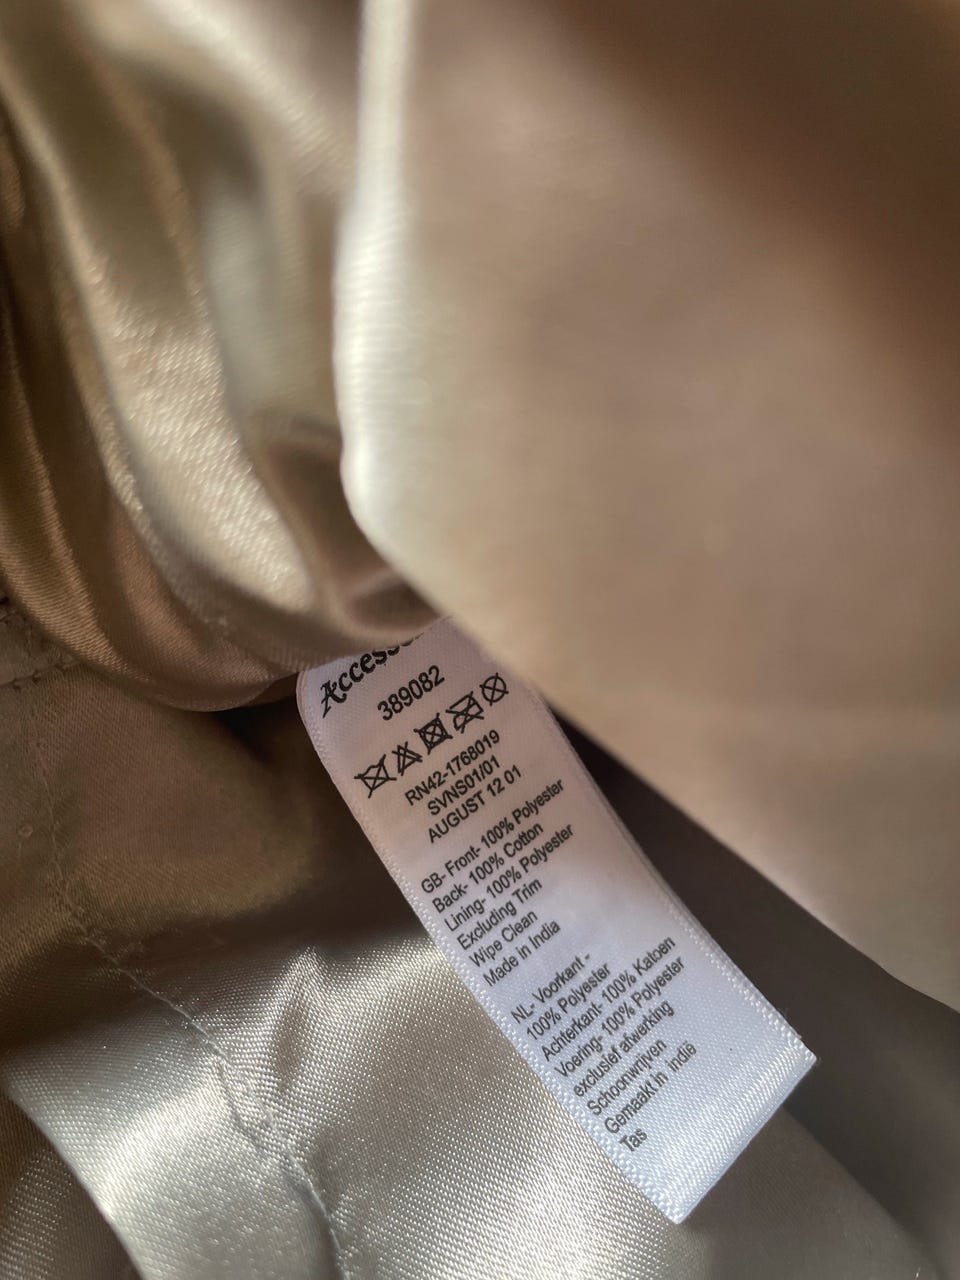 389082
RN42-1768019
SVNS01/01
AUGUST 12 01
GB- Front- 100% Polyester
Back- 100% Cotton
Lining- 100% Polyester
Excluding Trim
Wipe Clean
Made in India
NL- Voorkant -
100% Polyester
Achterkant- 100% Katoen
Voering- 100% Polyester
exclusief afwerking
Schoonwrijven
Gemaakt in indië
Tas